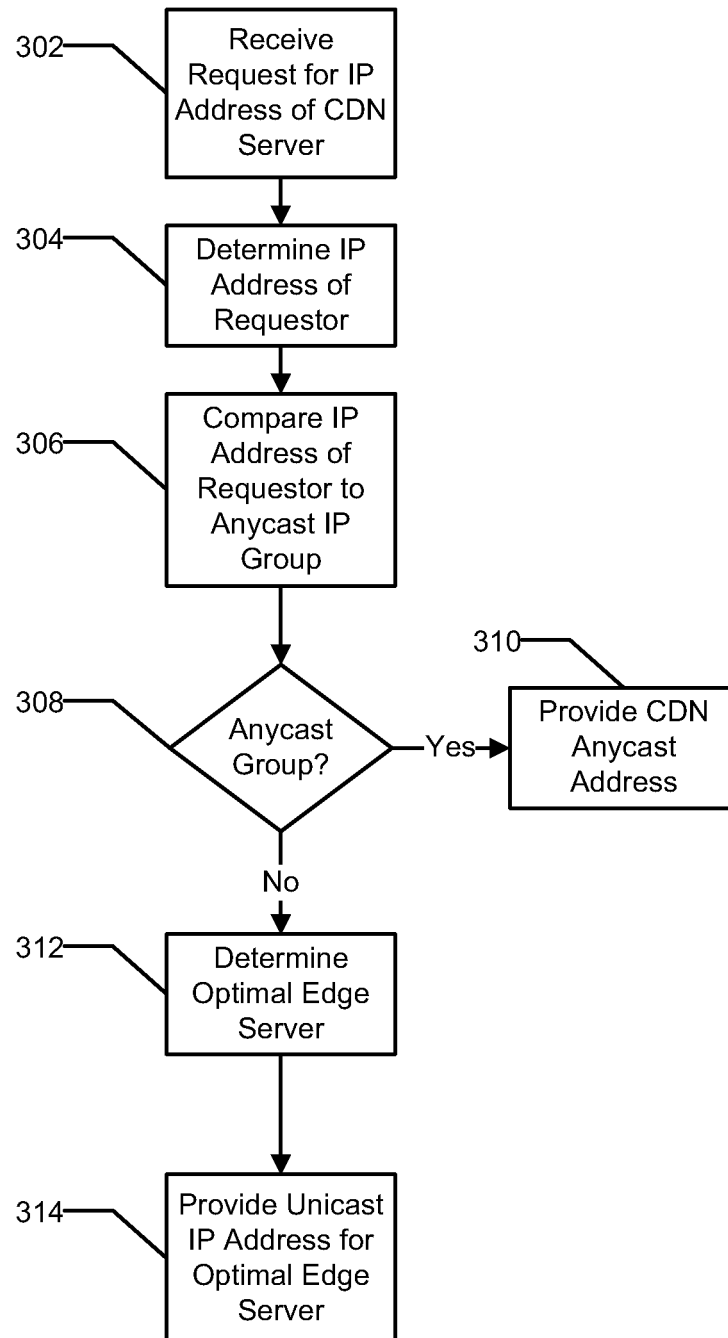 302
Receive
Request for IP
Address of CDN
Server
304
Determine IP
Address of
Requestor
306
Compare IP
Address of
Requestor to
Anycast IP
Group
308
Anycast
Group?
Yes
310
Provide CDN
Anycast
Address
No
312
Determine
Optimal Edge
Server
314
Provide Unicast
IP Address for
Optimal Edge
Server